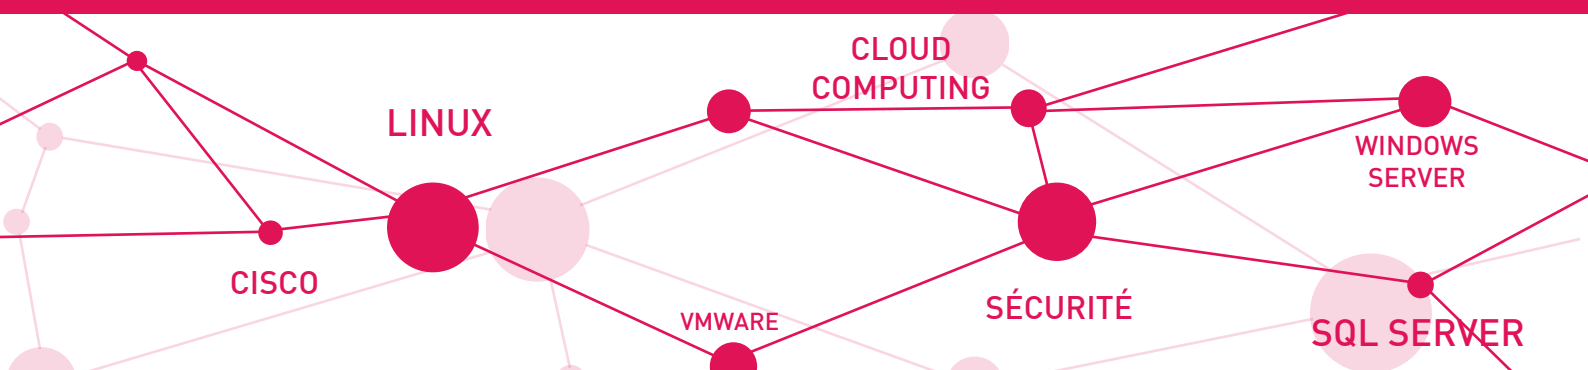 CLOUD
COMPUTING
LINUX
WINDOWS
SERVER
CISCO
SÉCURITÉ
VMWARE
SQL SERVER